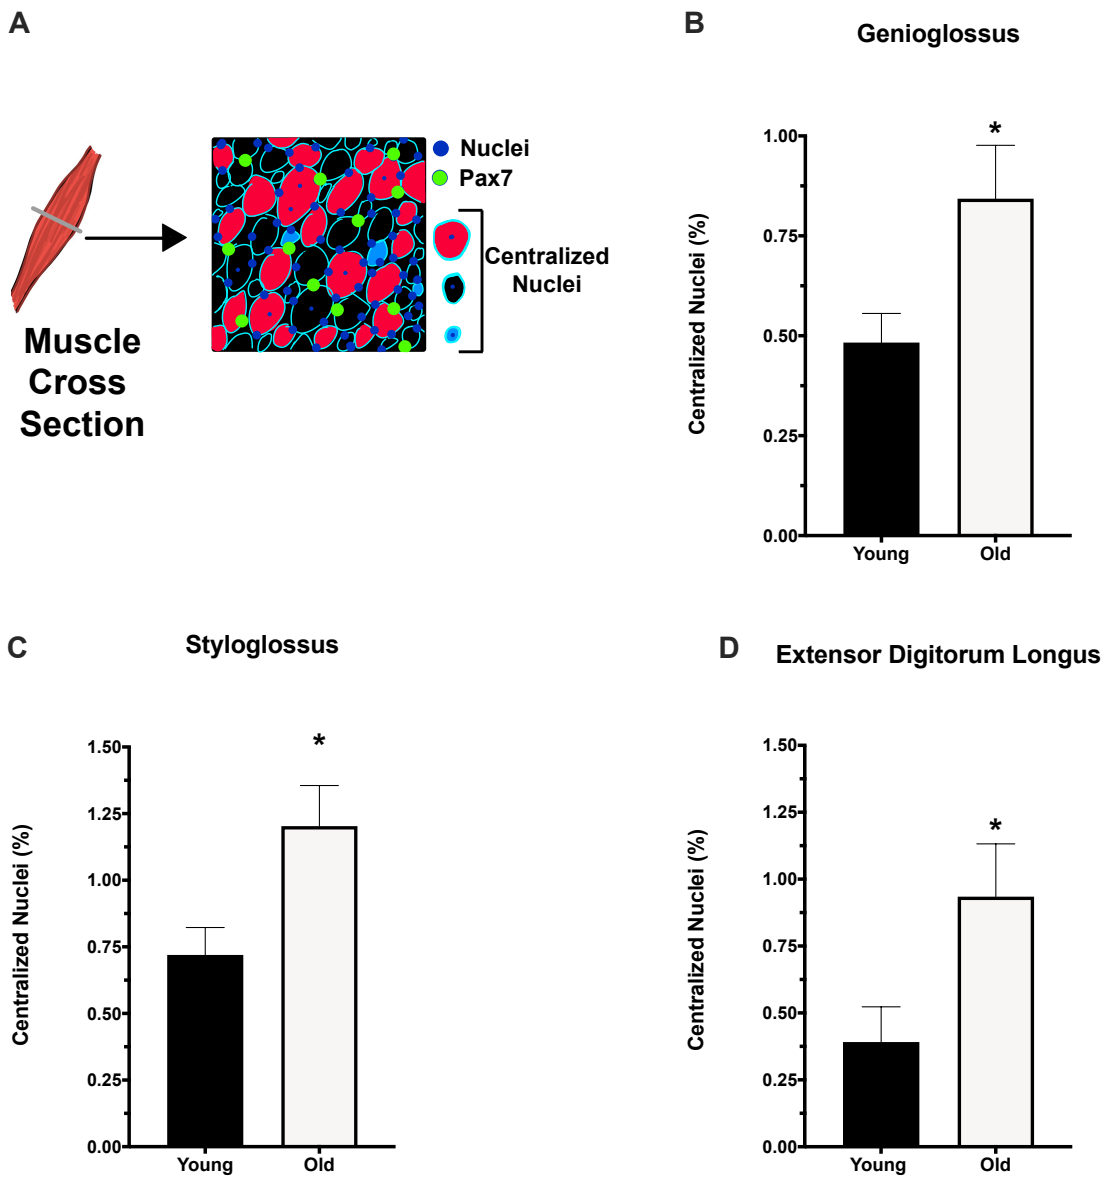 A
Nuclei
Pax7
Centralized
Nuclei
Muscle
Cross
Section
B
Genioglossus
Centralized Nuclei (%)
1.00
*
0.75
0.50
0.25
0.00
Young
Old
C
Styloglossus
Centralized Nuclei (%)
1.50
*
1.25
1.00
0.75
0.50
0.25
0.00
Young
Old
D
Extensor Digitorum Longus
Centralized Nuclei (%)
1.50
1.25
*
1.00
0.75
0.50
0.25
0.00
Young
Old